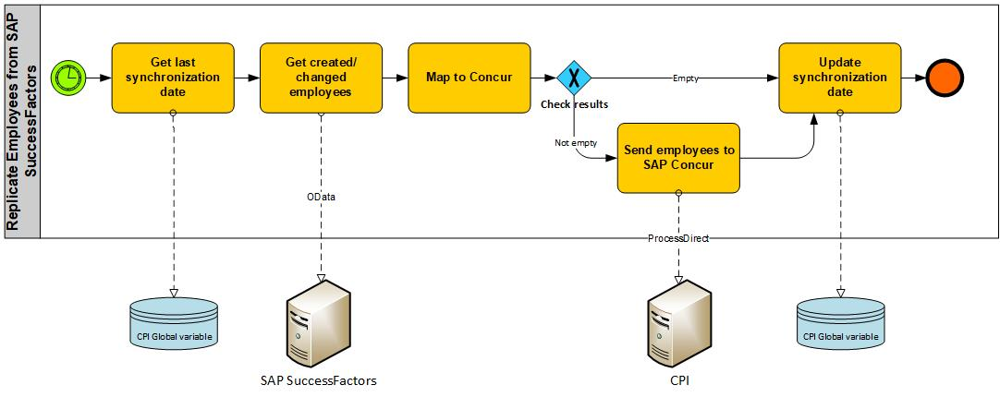 Replicate Employees from SAP
SuccessFactors
Get last
synchronization
date
Get created/
changed
employees
Map to Concur
Check results
Empty
Not empty
Send employees to
SAP Concur
Update
synchronization
date
OData
ProcessDirect
CPI Global variable
SAP SuccessFactors
CPI
CPI Global variable